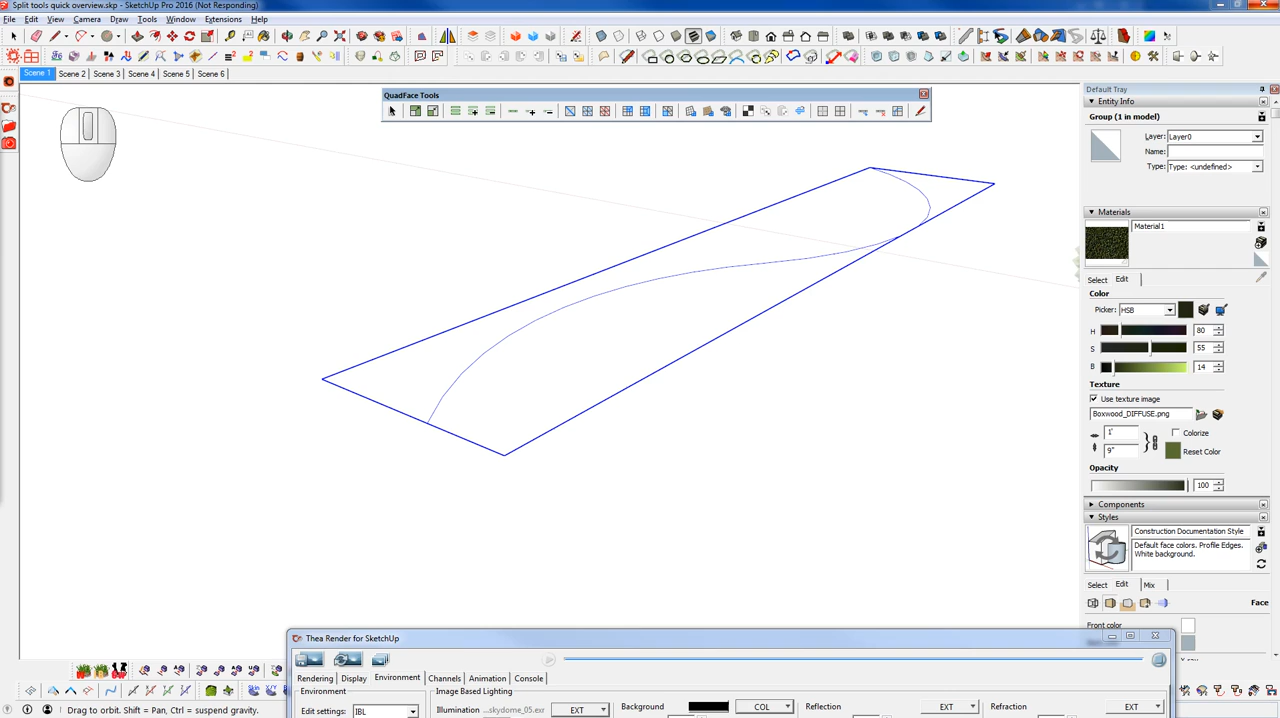 Split tools quick overview.skp - SketchUp Pro 2016 (Not Responding)
File Edit View Camera Draw Tools Window Extensions Help
Scene 1 Scene 2 Scene 3 Scene 4 Scene 5 Scene 6
QuadFace Tools
Default Tray
Entity Info
Group (1 in model)
Layer: Layer0
Name:
Type: Type: <undefined>
Materials
Material1
Select Edit
Color
Picker: HSB
H 80
S 55
B 14
Texture
Use texture image
Boxwood_DIFFUSE.png
1'
Colorize
9"
Reset Color
Opacity
100
Components
Styles
Construction Documentation Style
Default face colors. Profile Edges. White background.
Select Edit Mix
Face
Front color
Thea Render for SketchUp
Rendering Display Environment Channels Animation Console
Environment
Image Based Lighting
Edit settings: IBL
Illumination ...skydome_05.exr EXT
Background COL
Reflection EXT
Refraction EXT
Drag to orbit. Shift = Pan, Ctrl = suspend gravity.